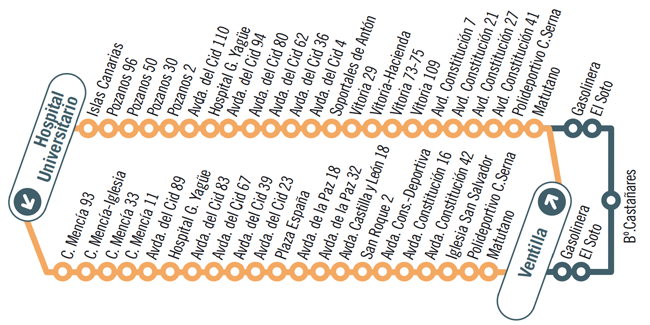 Hospital
Universitario
Islas Canarias
Pozanos 96
Pozanos 50
Pozanos 30
Pozanos 2
Avda. del Cid 110
Hospital G. Yagüe
Avda. del Cid 94
Avda. del Cid 80
Avda. del Cid 62
Avda. del Cid 36
Avda. del Cid 4
Soportales de Antón
Vitoria 29
Vitoria-Hacienda
Vitoria 73-75
Vitoria 109
Avd. Constitución 7
Avd. Constitución 21
Avd. Constitución 27
Avd. Constitución 41
Polideportivo C.Serna
Matutano
Gasolinera
El Soto
Bº.Castañares
C. Mencía 93
C. Mencía-Iglesia
C. Mencía 33
C. Mencía 11
Avda. del Cid 89
Hospital G. Yagüe
Avda. del Cid 83
Avda. del Cid 67
Avda. del Cid 39
Avda. del Cid 23
Plaza España
Avda. de la Paz 18
Avda. de la Paz 32
Avda. Castilla y León 18
San Roque 2
Avda. Cons.-Deportiva
Avda. Constitución 16
Avda. Constitución 42
Iglesia San Salvador
Polideportivo C.Serna
Matutano
Ventilla
Gasolinera
El Soto